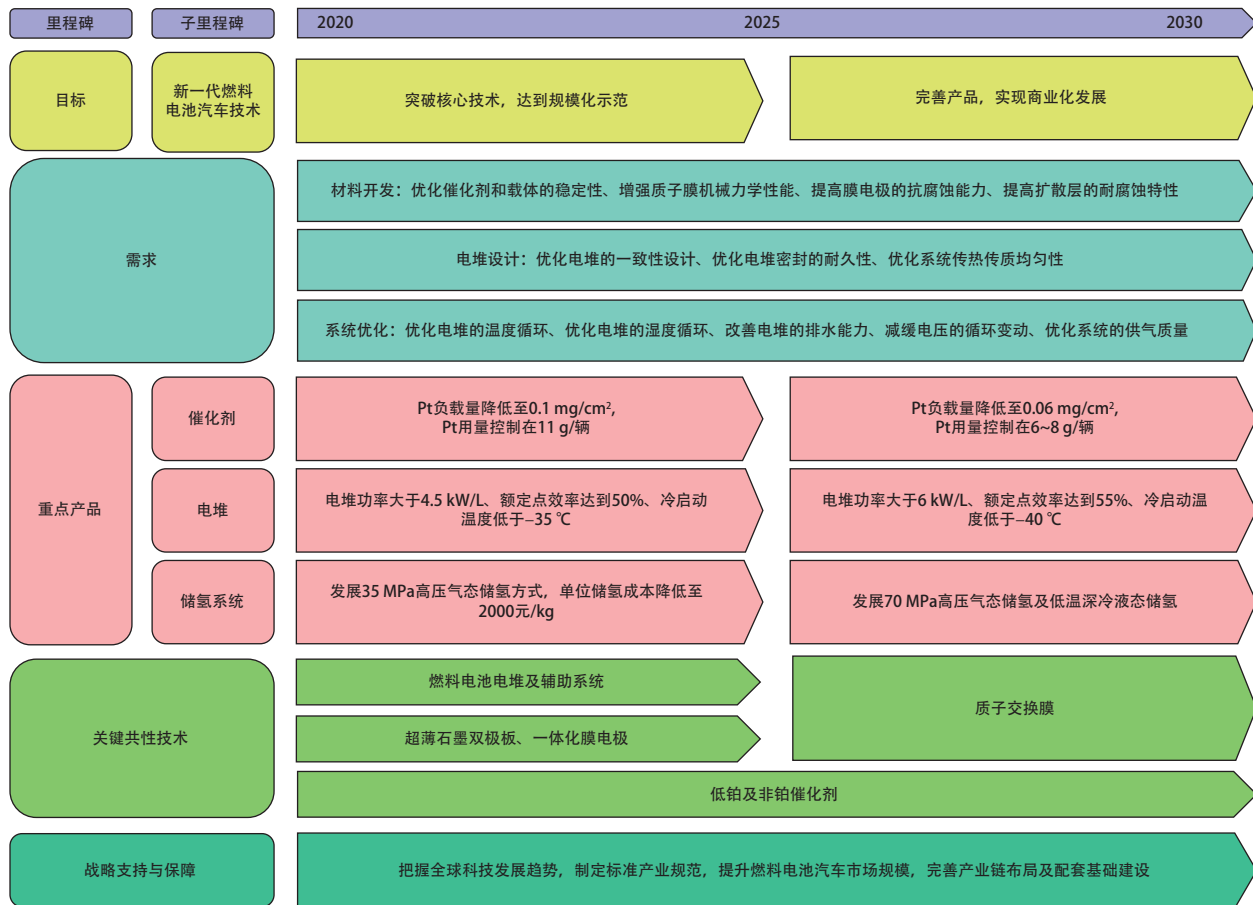 里程碑
子里程碑
2020
2025
2030
目标
新一代燃料
电池汽车技术
突破核心技术，达到规模化示范
完善产品，实现商业化发展
需求
材料开发：优化催化剂和载体的稳定性、增强质子膜机械力学性能、提高膜电极的抗腐蚀能力、提高扩散层的耐腐蚀特性
电堆设计：优化电堆的一致性设计、优化电堆密封的耐久性、优化系统传热传质均匀性
系统优化：优化电堆的温度循环、优化电堆的湿度循环、改善电堆的排水能力、减缓电压的循环变动、优化系统的供气质量
重点产品
催化剂
Pt负载量降低至0.1 mg/cm²,
Pt用量控制在11 g/辆
Pt负载量降低至0.06 mg/cm²,
Pt用量控制在6~8 g/辆
电堆
电堆功率大于4.5 kW/L、额定点效率达到50%、冷启动
温度低于−35 ℃
电堆功率大于6 kW/L、额定点效率达到55%、冷启动温
度低于−40 ℃
储氢系统
发展35 MPa高压气态储氢方式，单位储氢成本降低至
2000元/kg
发展70 MPa高压气态储氢及低温深冷液态储氢
关键共性技术
燃料电池电堆及辅助系统
超薄石墨双极板、一体化膜电极
质子交换膜
低铂及非铂催化剂
战略支持与保障
把握全球科技发展趋势，制定标准产业规范，提升燃料电池汽车市场规模，完善产业链布局及配套基础建设